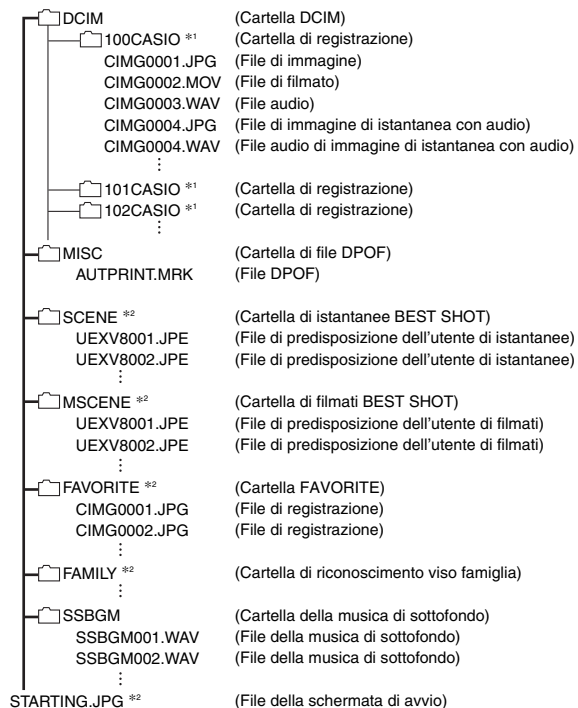 DCIM (Cartella DCIM)
100CASIO *1 (Cartella di registrazione)
CIMG0001.JPG (File di immagine)
CIMG0002.MOV (File di filmato)
CIMG0003.WAV (File audio)
CIMG0004.JPG (File di immagine di istantanea con audio)
CIMG0004.WAV (File audio di immagine di istantanea con audio)
101CASIO *1 (Cartella di registrazione)
102CASIO *1 (Cartella di registrazione)
MISC (Cartella di file DPOF)
AUTPRINT.MRK (File DPOF)
SCENE *2 (Cartella di istantanee BEST SHOT)
UEXV8001.JPE (File di predisposizione dell'utente di istantanee)
UEXV8002.JPE (File di predisposizione dell'utente di istantanee)
MSCENE *2 (Cartella di filmati BEST SHOT)
UEXV8001.JPE (File di predisposizione dell'utente di filmati)
UEXV8002.JPE (File di predisposizione dell'utente di filmati)
FAVORITE *2 (Cartella FAVORITE)
CIMG0001.JPG (File di registrazione)
CIMG0002.JPG (File di registrazione)
FAMILY *2 (Cartella di riconoscimento viso famiglia)
SSBGM (Cartella della musica di sottofondo)
SSBGM001.WAV (File della musica di sottofondo)
SSBGM002.WAV (File della musica di sottofondo)
STARTING.JPG *2 (File della schermata di avvio)